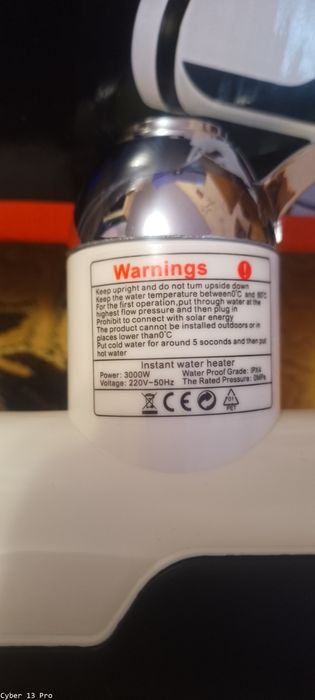 Warnings
Keep upright and do not turn upside down
Keep the water temperature between0°C and 60°C
For the first operation,put through water at the
highest flow pressure and then plug in
Prohibit to connect with solar energy
The product cannot be installed outdoors or in
places lower than0°C
Put cold water for around 5 soconds and then put
hot water
Instant water heater
Power: 3000W Water Proof Grade: IPX4
Voltage: 220V~50Hz The Rated Pressure: 0MPa
CE 01
PET
Cyber 13 Pro